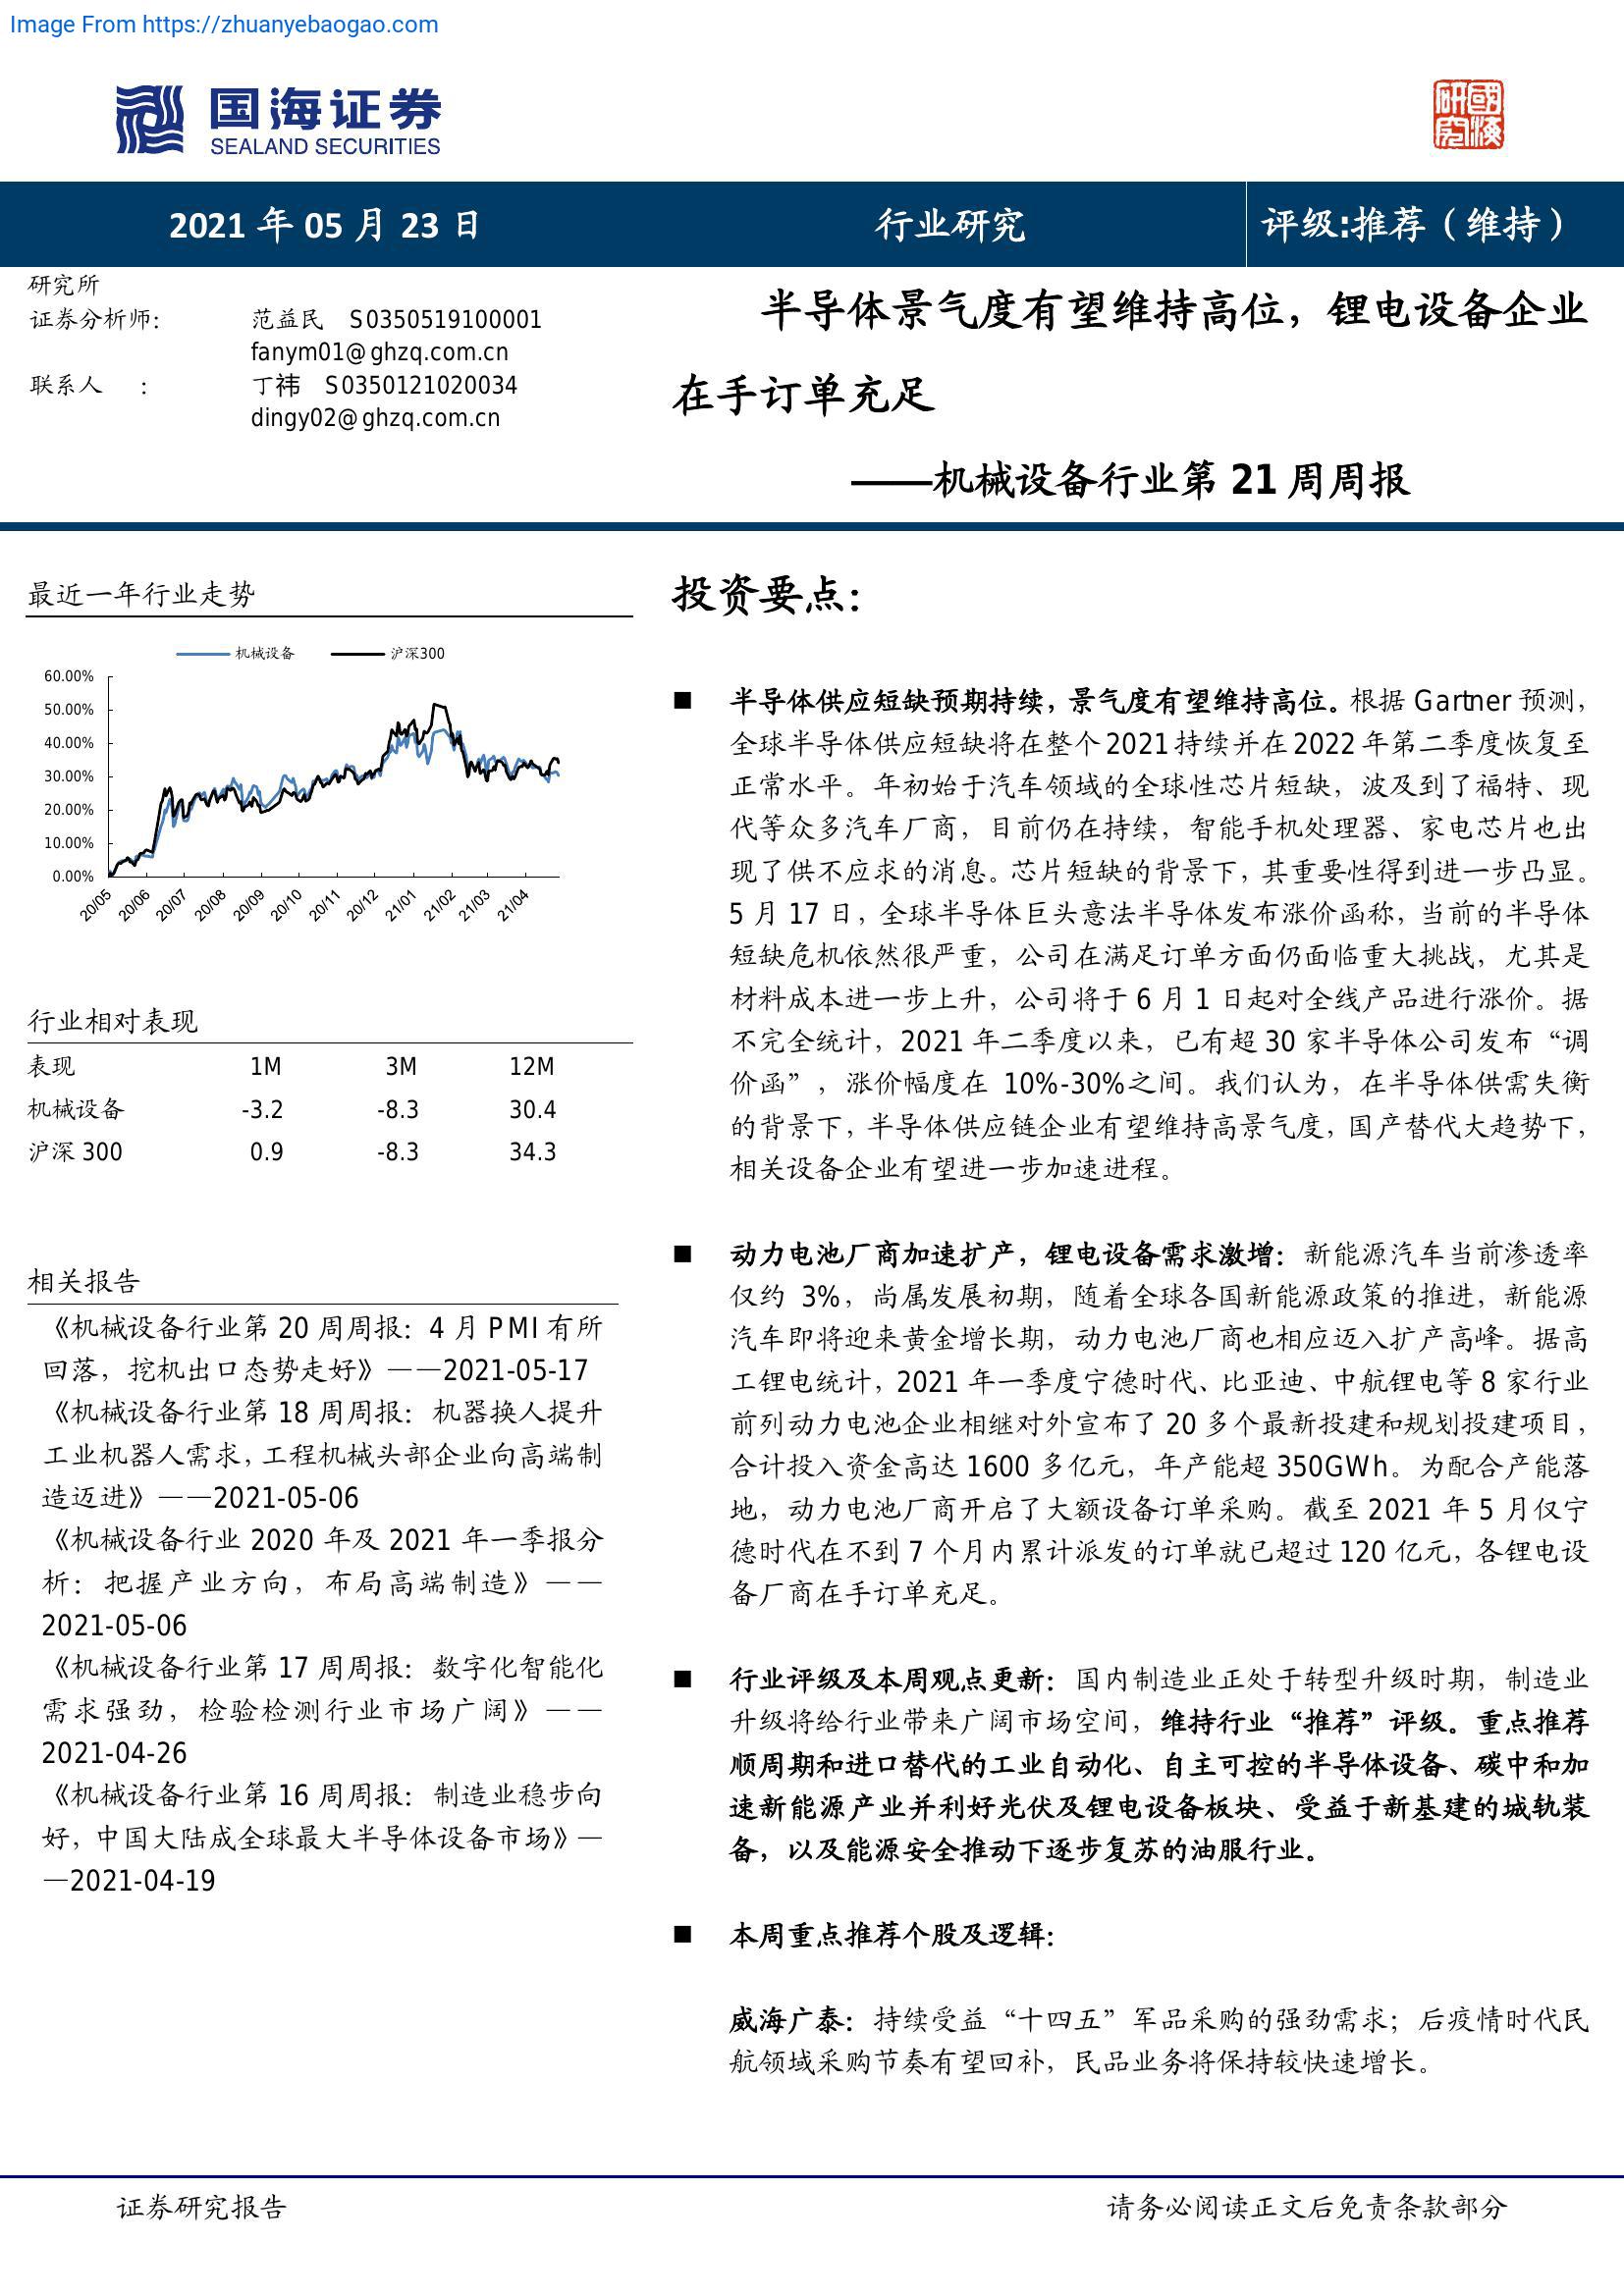 Image From https://zhuanyebaogao.com
国海证券
SEALAND SECURITIES
研究
國海
2021 年 05 月 23 日
行业研究
评级:推荐（维持）
研究所
证券分析师：
范益民 S0350519100001
fanym01@ghzq.com.cn
联系人 ：
丁祎 S0350121020034
dingy02@ghzq.com.cn
半导体景气度有望维持高位，锂电设备企业
在手订单充足
——机械设备行业第 21 周周报
最近一年行业走势
机械设备 沪深300
60.00%
50.00%
40.00%
30.00%
20.00%
10.00%
0.00%
20/05 20/06 20/07 20/08 20/09 20/10 20/11 20/12 21/01 21/02 21/03 21/04
行业相对表现
表现 1M 3M 12M
机械设备 -3.2 -8.3 30.4
沪深 300 0.9 -8.3 34.3
相关报告
《机械设备行业第 20 周周报：4 月 PMI 有所
回落，挖机出口态势走好》——2021-05-17
《机械设备行业第 18 周周报：机器换人提升
工业机器人需求，工程机械头部企业向高端制
造迈进》——2021-05-06
《机械设备行业 2020 年及 2021 年一季报分
析：把握产业方向，布局高端制造》——
2021-05-06
《机械设备行业第 17 周周报：数字化智能化
需求强劲，检验检测行业市场广阔》——
2021-04-26
《机械设备行业第 16 周周报：制造业稳步向
好，中国大陆成全球最大半导体设备市场》—
—2021-04-19
投资要点：
■ 半导体供应短缺预期持续，景气度有望维持高位。根据 Gartner 预测，
全球半导体供应短缺将在整个 2021 持续并在 2022 年第二季度恢复至
正常水平。年初始于汽车领域的全球性芯片短缺，波及到了福特、现
代等众多汽车厂商，目前仍在持续，智能手机处理器、家电芯片也出
现了供不应求的消息。芯片短缺的背景下，其重要性得到进一步凸显。
5 月 17 日，全球半导体巨头意法半导体发布涨价函称，当前的半导体
短缺危机依然很严重，公司在满足订单方面仍面临重大挑战，尤其是
材料成本进一步上升，公司将于 6 月 1 日起对全线产品进行涨价。据
不完全统计，2021 年二季度以来，已有超 30 家半导体公司发布“调
价函”，涨价幅度在 10%-30%之间。我们认为，在半导体供需失衡
的背景下，半导体供应链企业有望维持高景气度，国产替代大趋势下，
相关设备企业有望进一步加速进程。
■ 动力电池厂商加速扩产，锂电设备需求激增：新能源汽车当前渗透率
仅约 3%，尚属发展初期，随着全球各国新能源政策的推进，新能源
汽车即将迎来黄金增长期，动力电池厂商也相应迈入扩产高峰。据高
工锂电统计，2021 年一季度宁德时代、比亚迪、中航锂电等 8 家行业
前列动力电池企业相继对外宣布了 20 多个最新投建和规划投建项目，
合计投入资金高达 1600 多亿元，年产能超 350GWh。为配合产能落
地，动力电池厂商开启了大额设备订单采购。截至 2021 年 5 月仅宁
德时代在不到 7 个月内累计派发的订单就已超过 120 亿元，各锂电设
备厂商在手订单充足。
■ 行业评级及本周观点更新：国内制造业正处于转型升级时期，制造业
升级将给行业带来广阔市场空间，维持行业“推荐”评级。重点推荐
顺周期和进口替代的工业自动化、自主可控的半导体设备、碳中和加
速新能源产业并利好光伏及锂电设备板块、受益于新基建的城轨装
备，以及能源安全推动下逐步复苏的油服行业。
■ 本周重点推荐个股及逻辑：
威海广泰：持续受益“十四五”军品采购的强劲需求；后疫情时代民
航领域采购节奏有望回补，民品业务将保持较快速增长。
证券研究报告
请务必阅读正文后免责条款部分